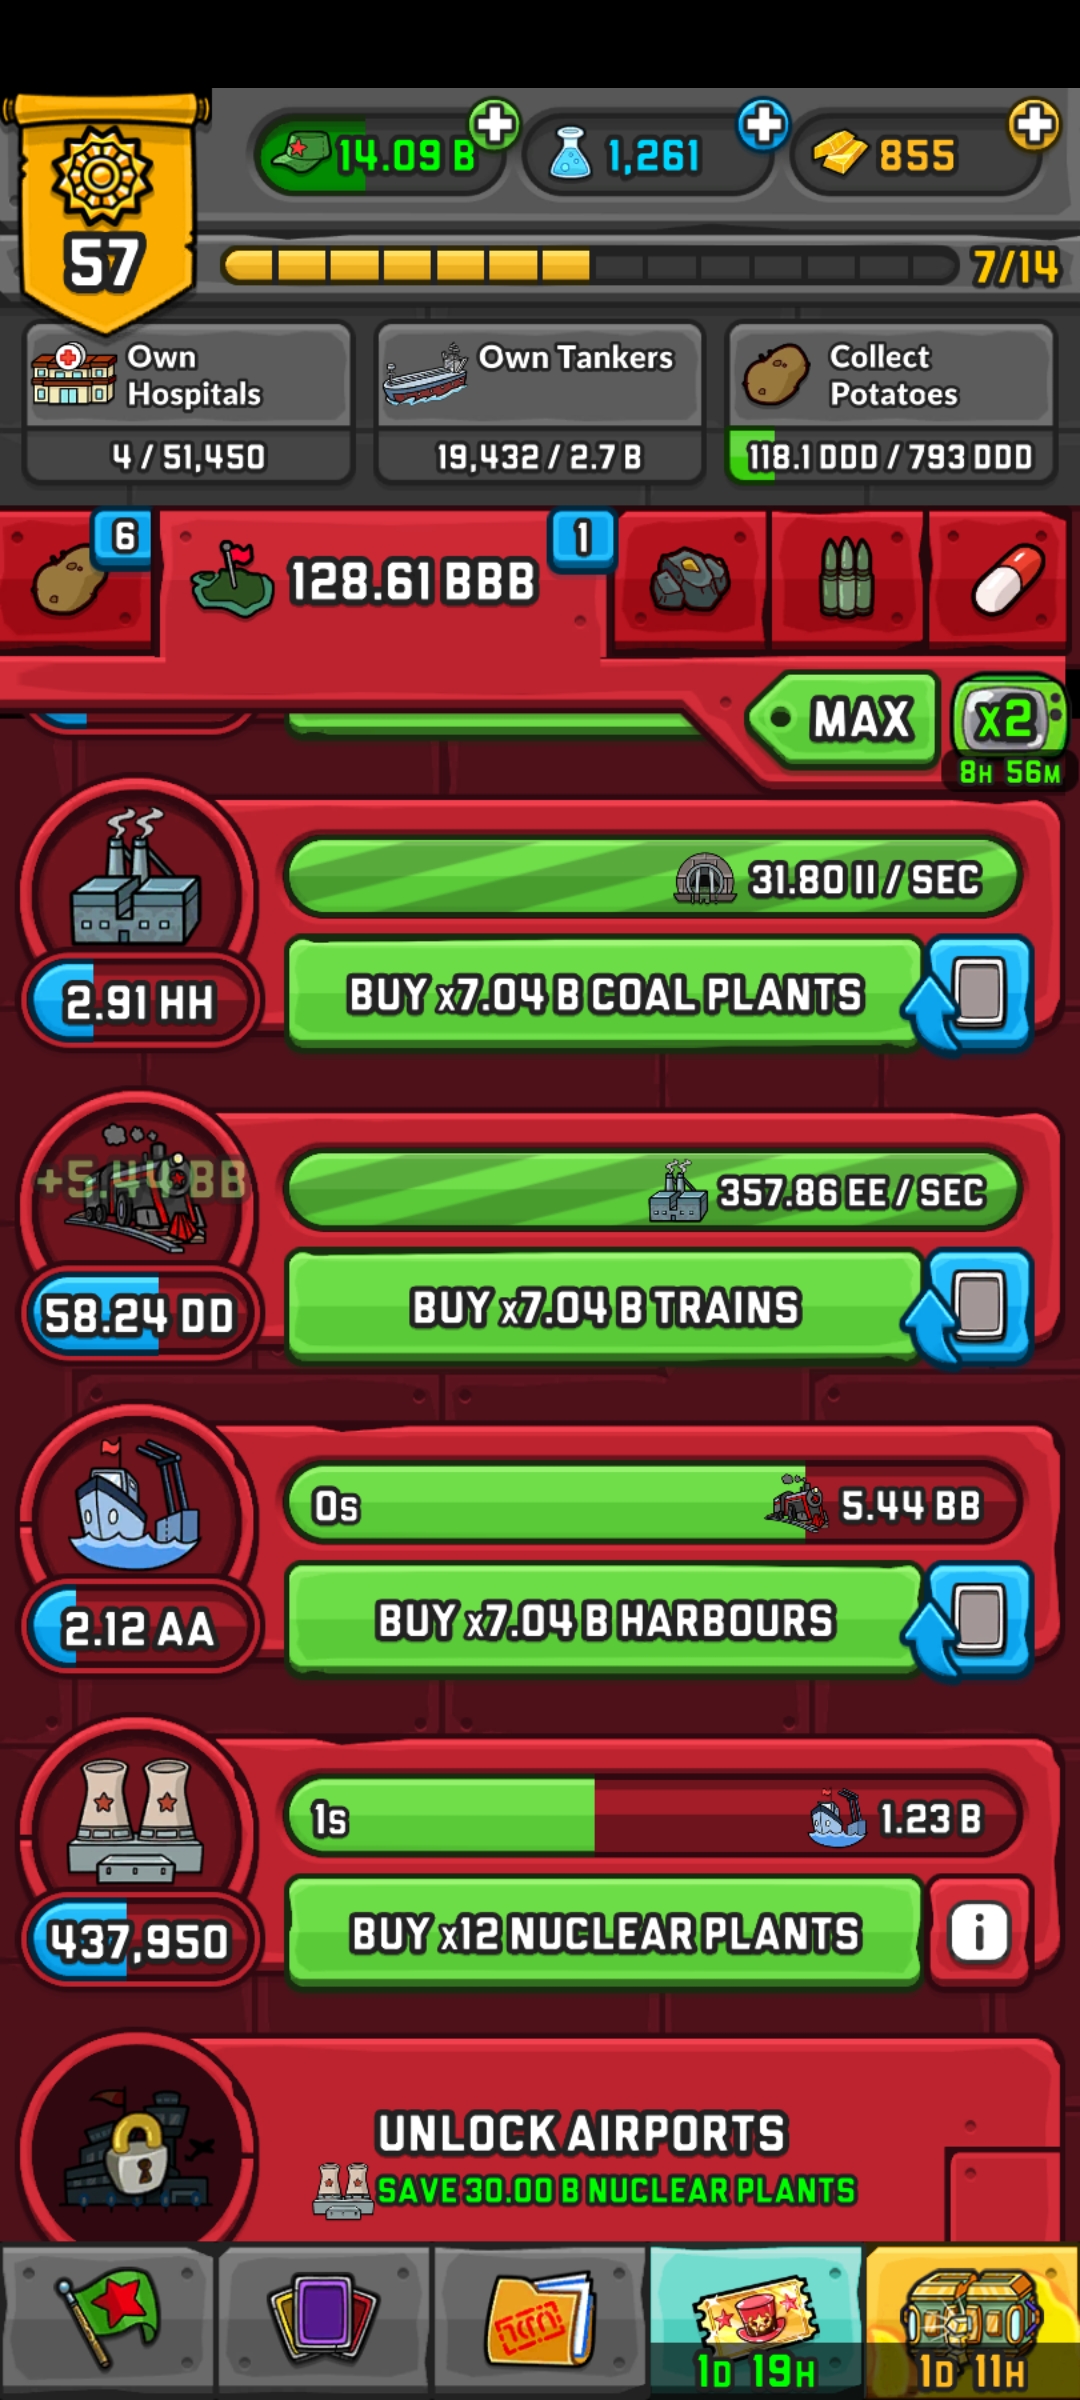 57
14.09 B
1,261
855
7/14
Own Hospitals
4 / 51,450
Own Tankers
19,432 / 2.7 B
Collect Potatoes
118.1 DDD / 793 DDD
6
128.61 BBB
1
MAX
x2
8H 56M
31.80 II / SEC
2.91 HH
BUY x7.04 B COAL PLANTS
+5.44 BB
357.86 EE / SEC
58.24 DD
BUY x7.04 B TRAINS
0s
5.44 BB
2.12 AA
BUY x7.04 B HARBOURS
1s
1.23 B
437,950
BUY x12 NUCLEAR PLANTS
i
UNLOCK AIRPORTS
SAVE 30.00 B NUCLEAR PLANTS
1D 19H
1D 11H